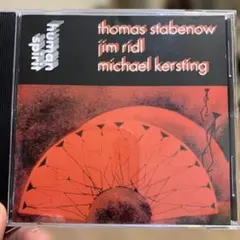 human
spirit
thomas stabenow
jim ridl
michael kersting